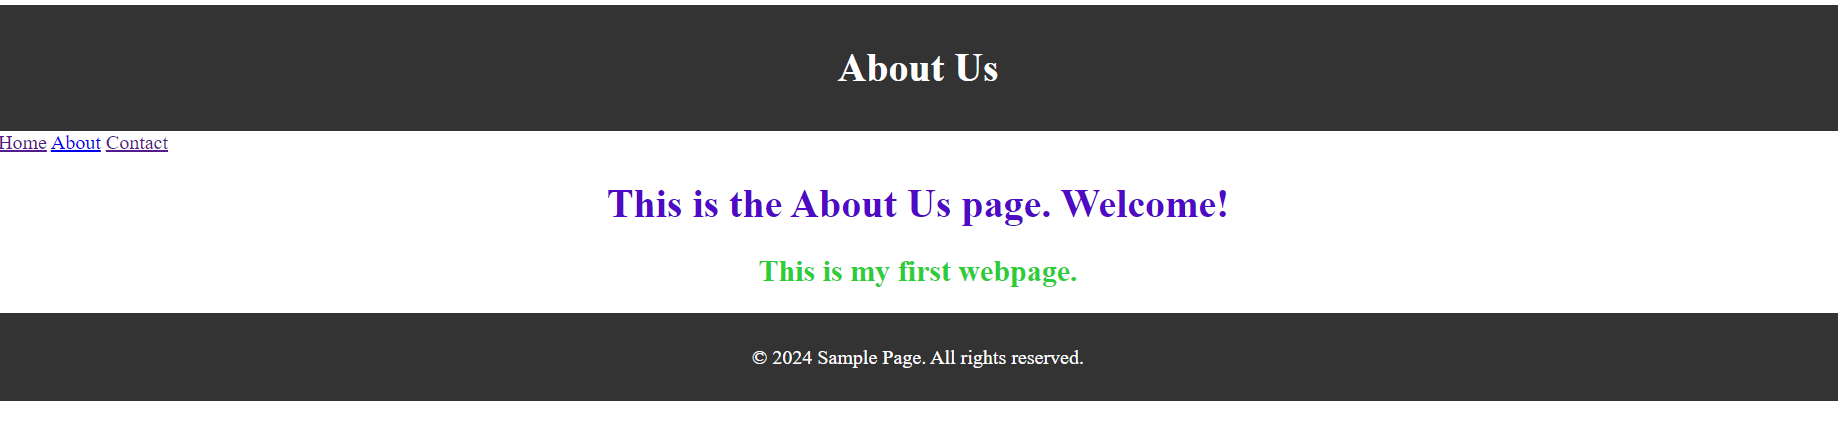 About Us
Home About Contact
This is the About Us page. Welcome!
This is my first webpage.
© 2024 Sample Page. All rights reserved.